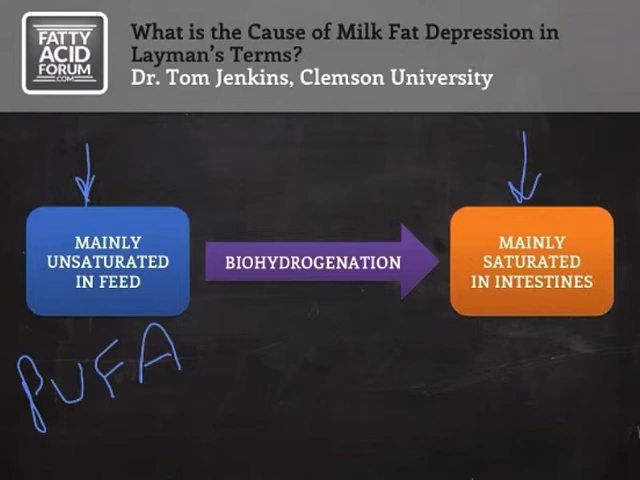 FATTY
ACID
FORUM
.COM
What is the Cause of Milk Fat Depression in
Layman's Terms?
Dr. Tom Jenkins, Clemson University
MAINLY
UNSATURATED
IN FEED
BIOHYDROGENATION
MAINLY
SATURATED
IN INTESTINES
PUFA